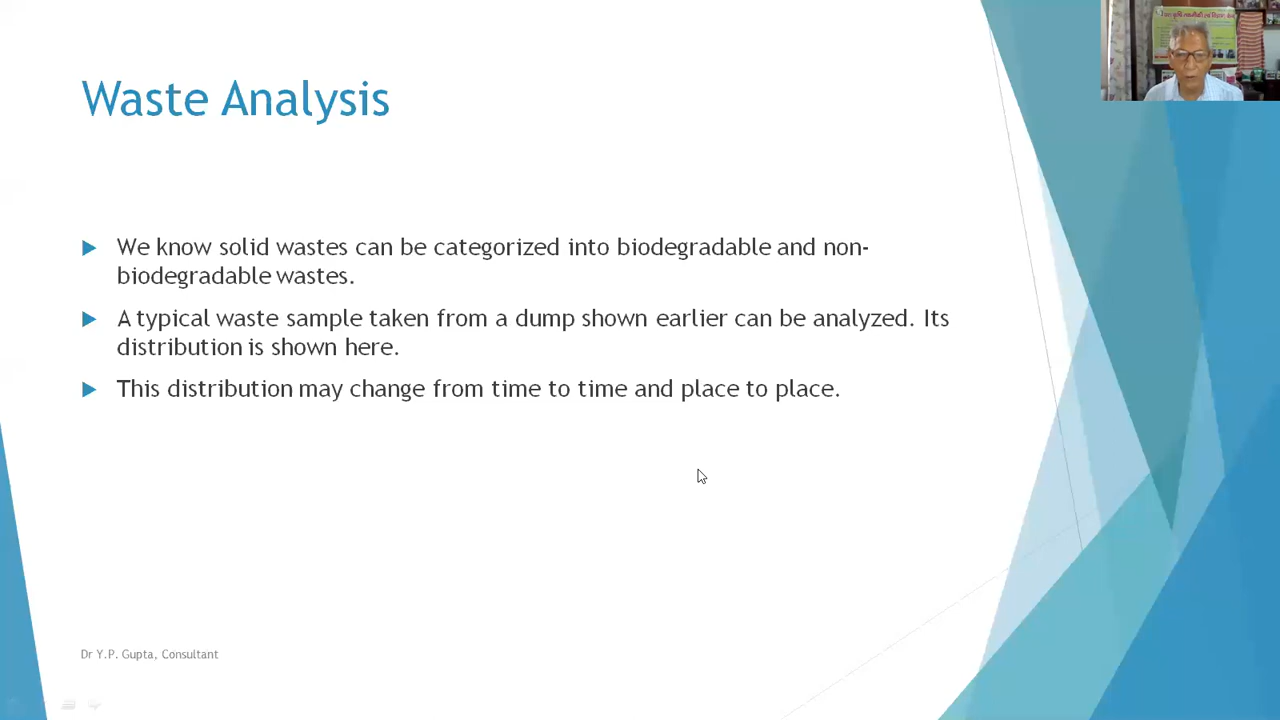 Waste Analysis
We know solid wastes can be categorized into biodegradable and non-
biodegradable wastes.
A typical waste sample taken from a dump shown earlier can be analyzed. Its
distribution is shown here.
This distribution may change from time to time and place to place.
Dr Y.P. Gupta, Consultant